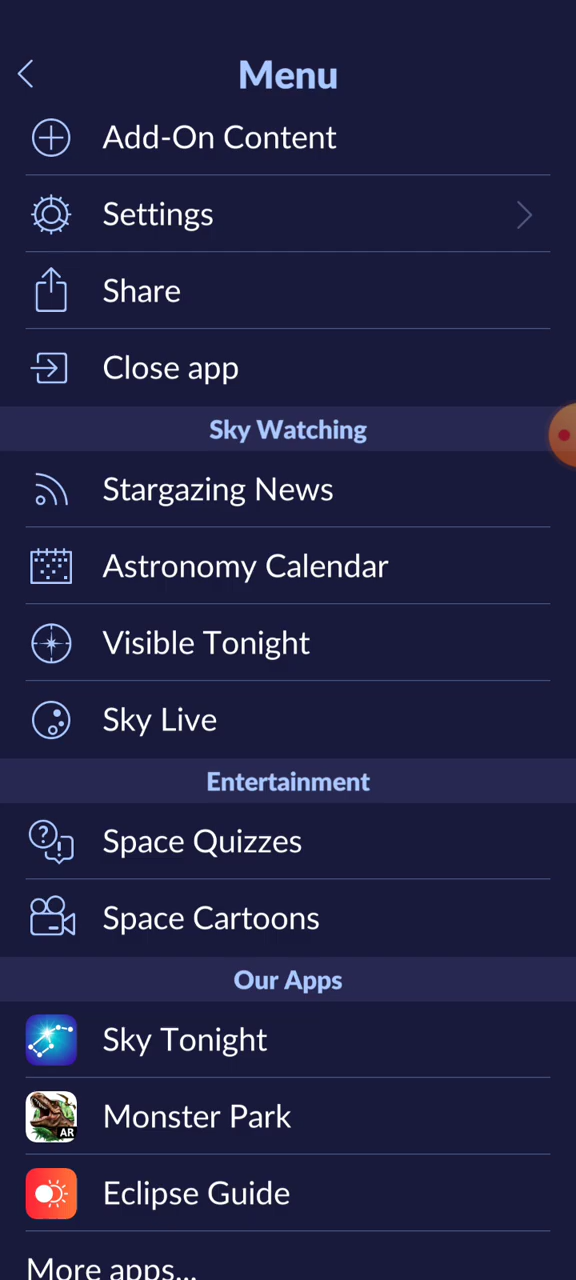 Menu
Add-On Content
Settings
Share
Close app
Sky Watching
Stargazing News
Astronomy Calendar
Visible Tonight
Sky Live
Entertainment
Space Quizzes
Space Cartoons
Our Apps
Sky Tonight
AR
Monster Park
Eclipse Guide
More apps...